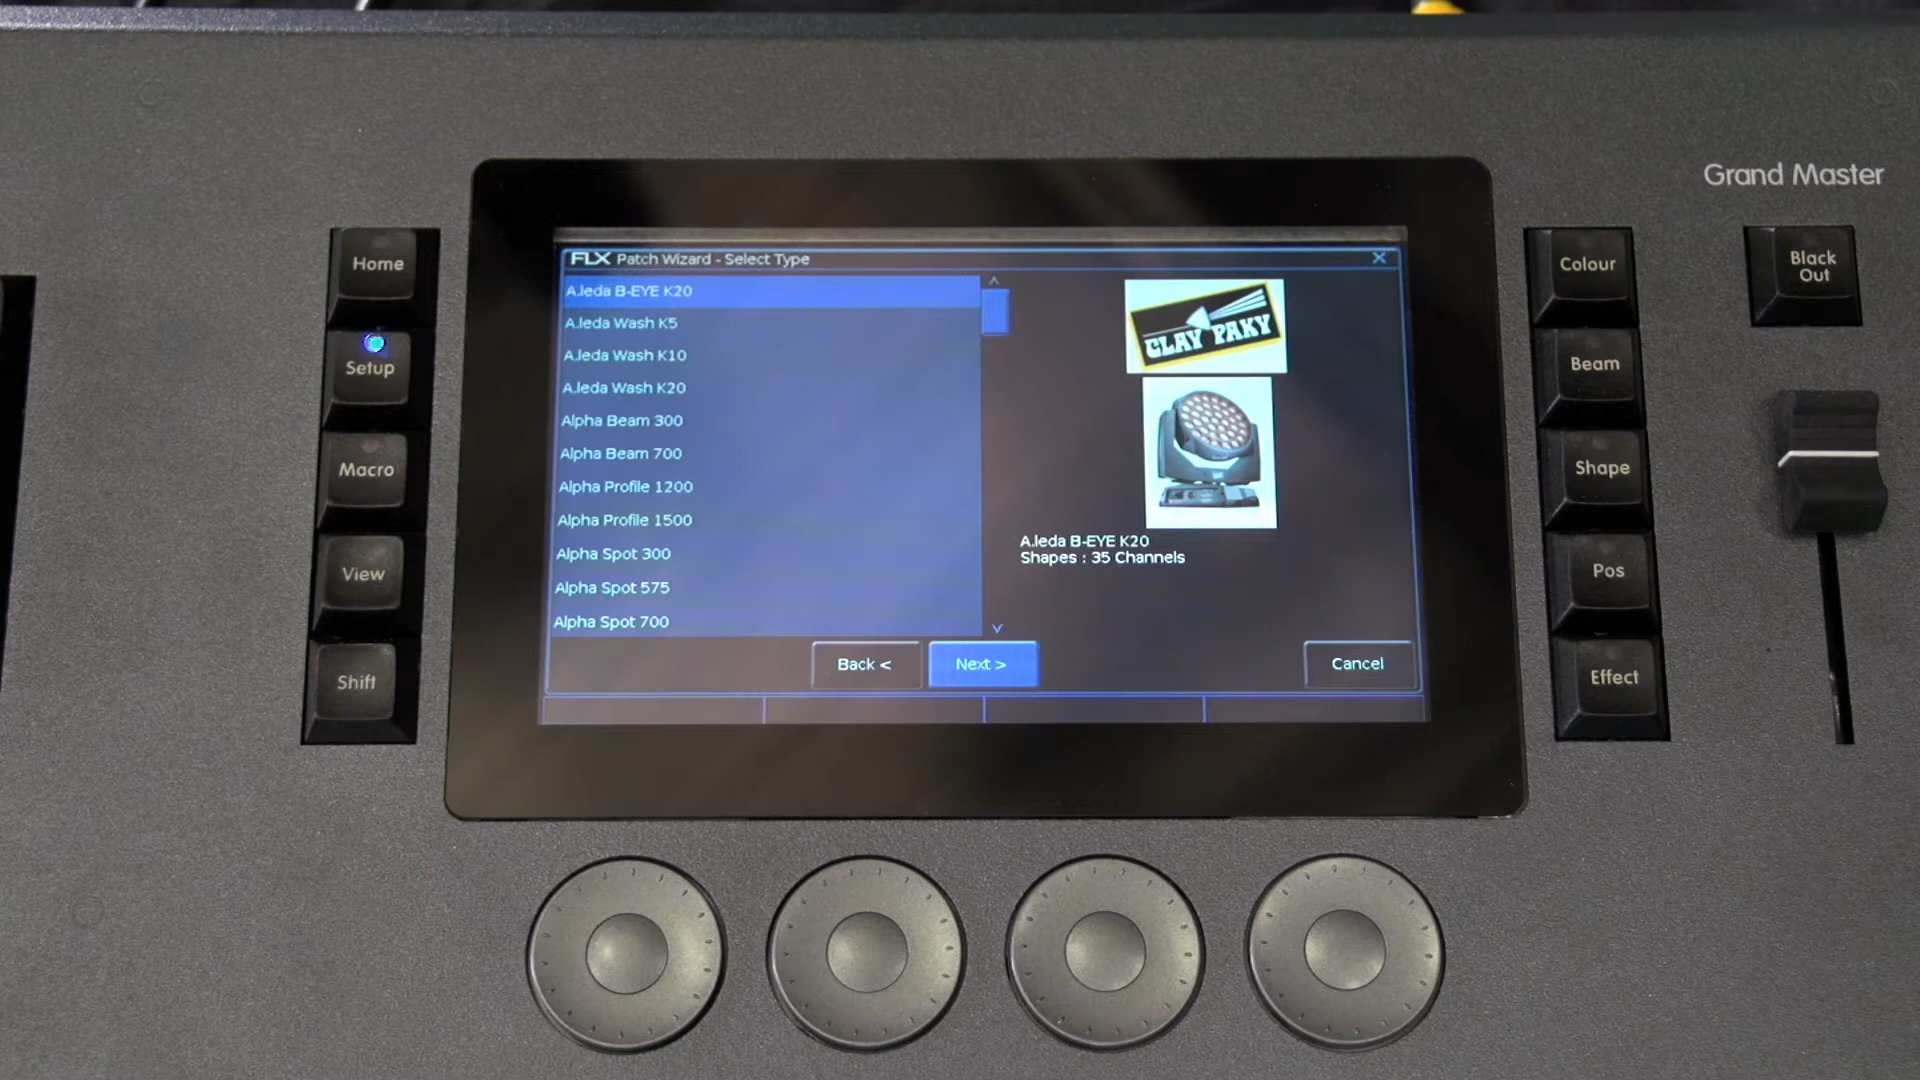 Grand Master
Home
Setup
Macro
View
Shift
FLX Patch Wizard - Select Type
A.leda B-EYE K20
A.leda Wash K5
A.leda Wash K10
A.leda Wash K20
Alpha Beam 300
Alpha Beam 700
Alpha Profile 1200
Alpha Profile 1500
Alpha Spot 300
Alpha Spot 575
Alpha Spot 700
CLAY PAKY
A.leda B-EYE K20
Shapes : 35 Channels
Back <
Next >
Cancel
Colour
Beam
Shape
Pos
Effect
Black
Out